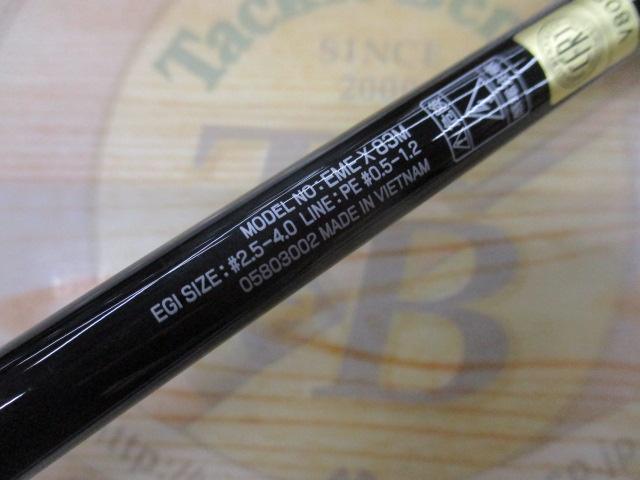 MODEL NO : EME X 83M
EGI SIZE : #2.5-4.0 LINE : PE #0.5-1.2
05803002 MADE IN VIETNAM
SINCE
TB